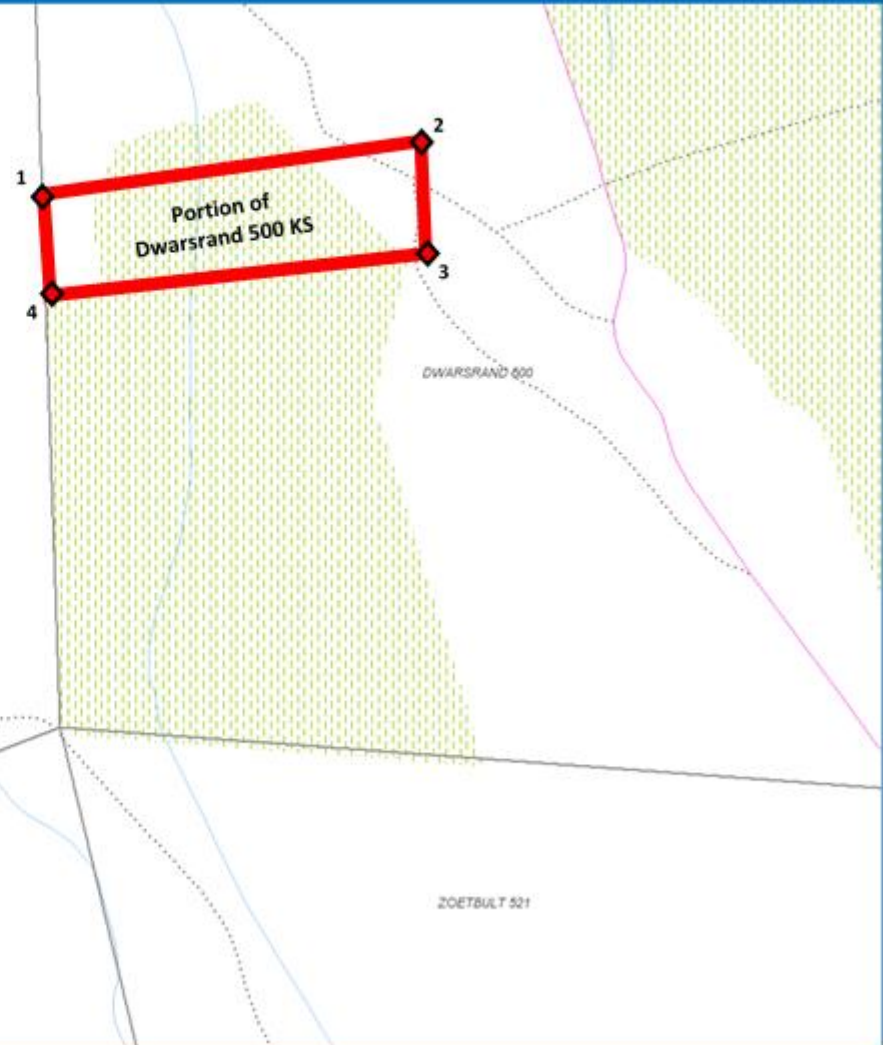 2
1
Portion of
Dwarsrand 500 KS
3
4
DWARSRAND 500
ZOETBULT 521